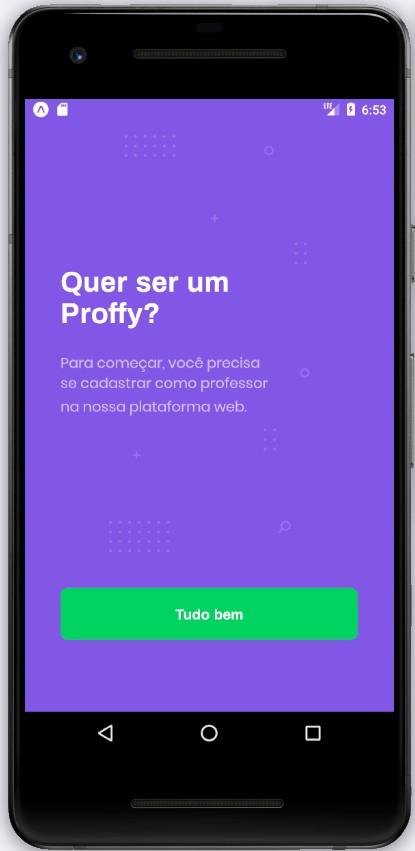 LTE 6:53
Quer ser um
Proffy?
Para começar, você precisa
se cadastrar como professor
na nossa plataforma web.
Tudo bem